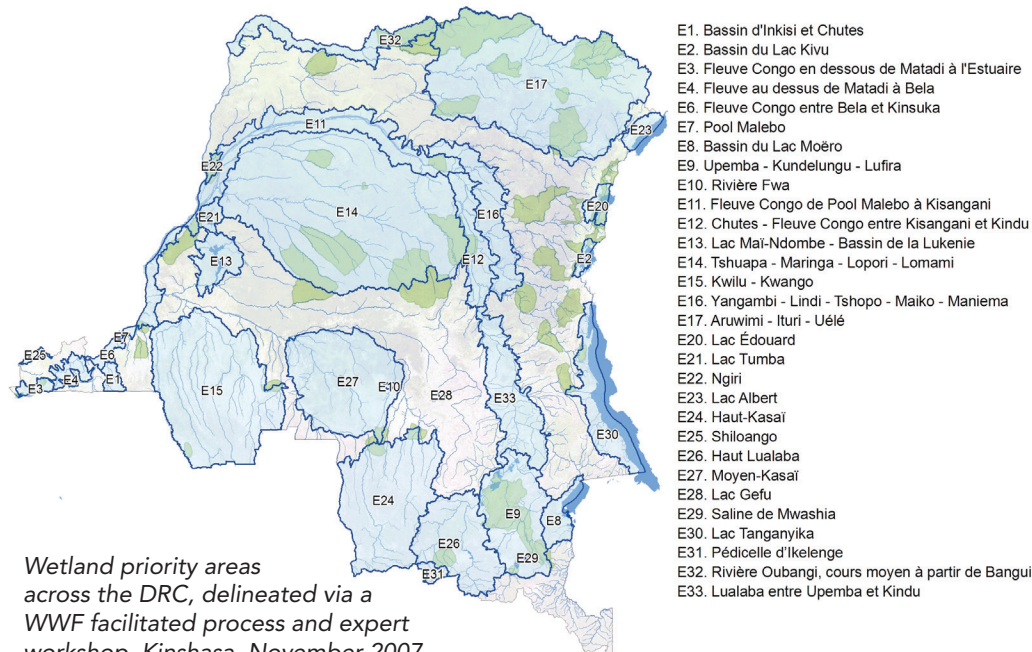 E32
E17
E23
E11
E22
E20
E14
E16
E21
E12
E13
E2
E7
E25
E6
E4
E3
E1
E15
E27
E10
E28
E33
E30
E24
E9
E8
E26
E29
E31
E1. Bassin d'Inkisi et Chutes
E2. Bassin du Lac Kivu
E3. Fleuve Congo en dessous de Matadi à l'Estuaire
E4. Fleuve au dessus de Matadi à Bela
E6. Fleuve Congo entre Bela et Kinsuka
E7. Pool Malebo
E8. Bassin du Lac Moëro
E9. Upemba - Kundelungu - Lufira
E10. Rivière Fwa
E11. Fleuve Congo de Pool Malebo à Kisangani
E12. Chutes - Fleuve Congo entre Kisangani et Kindu
E13. Lac Maï-Ndombe - Bassin de la Lukenie
E14. Tshuapa - Maringa - Lopori - Lomami
E15. Kwilu - Kwango
E16. Yangambi - Lindi - Tshopo - Maiko - Maniema
E17. Aruwimi - Ituri - Uélé
E20. Lac Édouard
E21. Lac Tumba
E22. Ngiri
E23. Lac Albert
E24. Haut-Kasaï
E25. Shiloango
E26. Haut Lualaba
E27. Moyen-Kasaï
E28. Lac Gefu
E29. Saline de Mwashia
E30. Lac Tanganyika
E31. Pédicelle d'Ikelenge
E32. Rivière Oubangi, cours moyen à partir de Bangui
E33. Lualaba entre Upemba et Kindu
Wetland priority areas
across the DRC, delineated via a
WWF facilitated process and expert
workshop, Kinshasa, November 2007